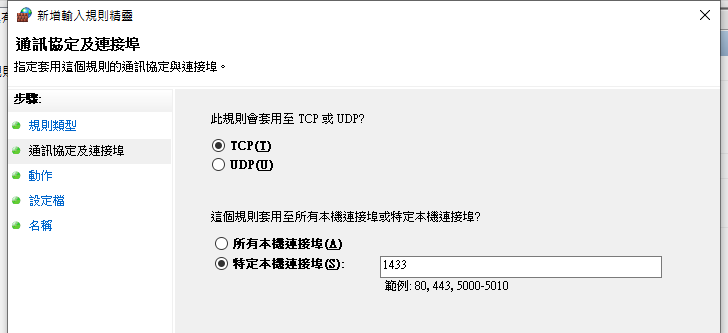 新增輸入規則精靈
通訊協定及連接埠
指定套用這個規則的通訊協定與連接埠。
步驟:
規則類型
通訊協定及連接埠
動作
設定檔
名稱
此規則會套用至 TCP 或 UDP?
TCP(T)
UDP(U)
這個規則套用至所有本機連接埠或特定本機連接埠?
所有本機連接埠(A)
特定本機連接埠(S):
1433
範例: 80, 443, 5000-5010